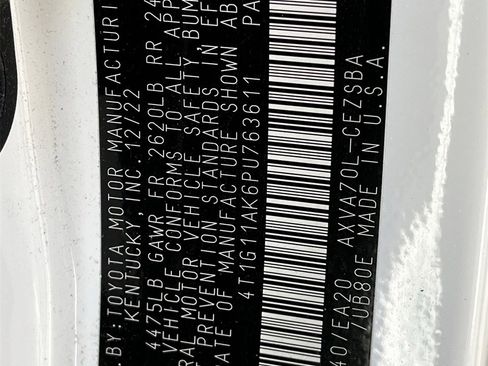 .BY:TOYOTA MOTOR MANUFACTURI
KENTUCKY, INC. 12/22
4475LB GAWR FR 2620LB RR 24
VEHICLE CONFORMS TO ALL APP
RAL MOTOR VEHICLE SAFETY BUM
PREVENTION STANDARDS IN EF
DATE OF MANUFACTURE SHOWN AB
4T1G11AK6PU763611 PA
40/EA20 AXVA70L-CEZSBA
/UB80E MADE IN U.S.A.